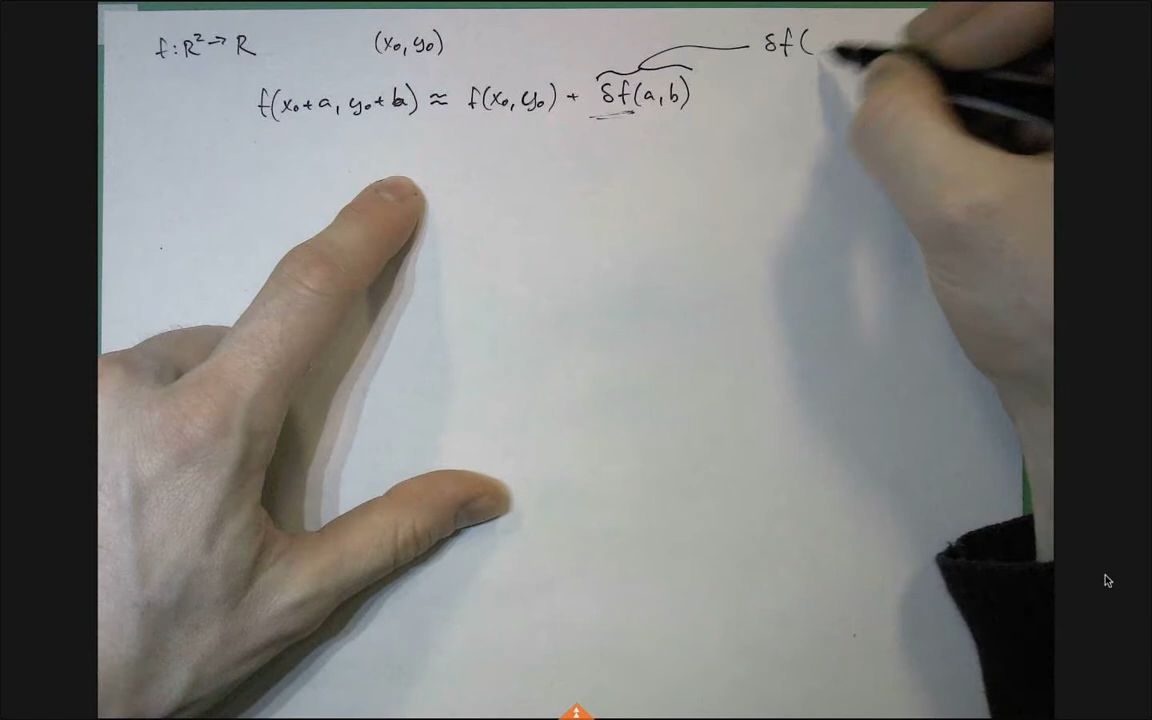 f : R² → R (x₀, y₀) δf(
f(x₀+a, y₀+b) ≈ f(x₀, y₀) + δf(a, b)